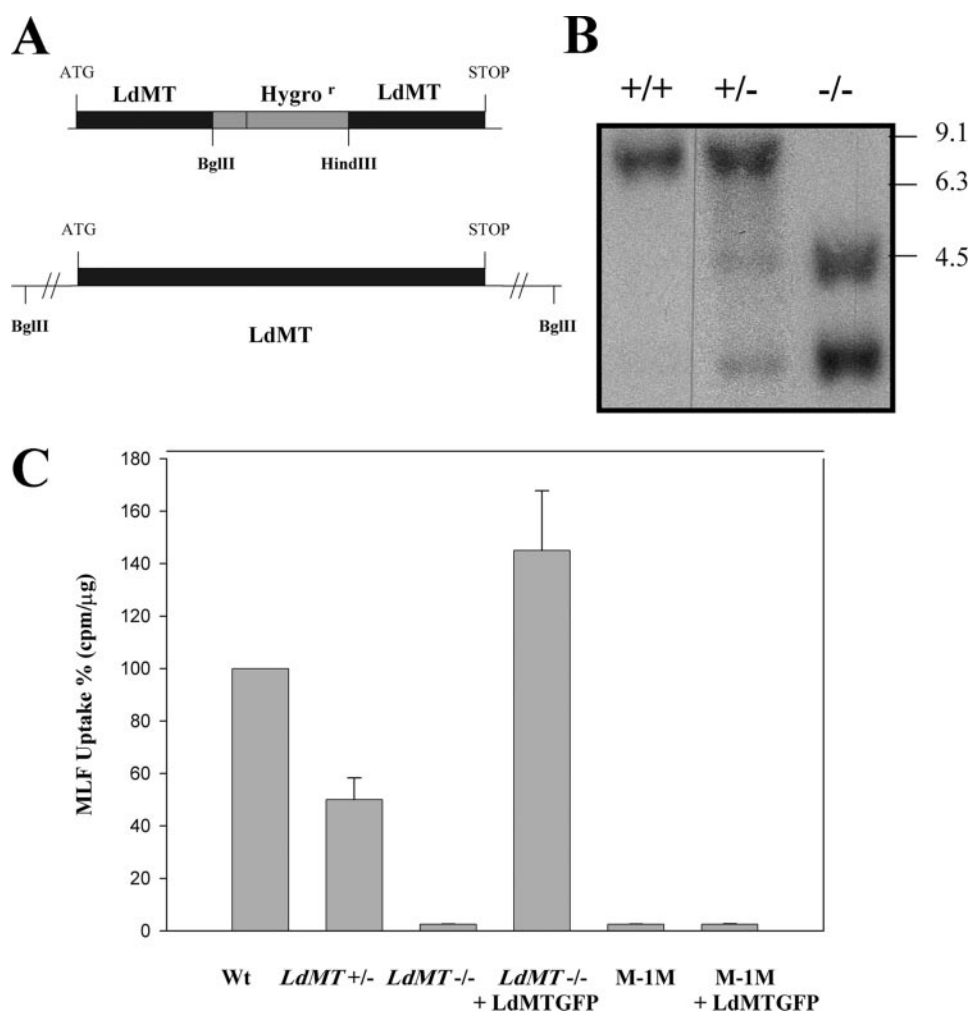 A
ATG
STOP
LdMT
Hygro r
LdMT
BglII
HindIII
ATG
STOP
BglII
BglII
LdMT
B
+/+
+/-
-/-
9.1
6.3
4.5
C
MLF Uptake % (cpm/µg)
180
160
140
120
100
80
60
40
20
0
Wt
LdMT +/-
LdMT -/-
LdMT -/-
+ LdMTGFP
M-1M
M-1M
+ LdMTGFP